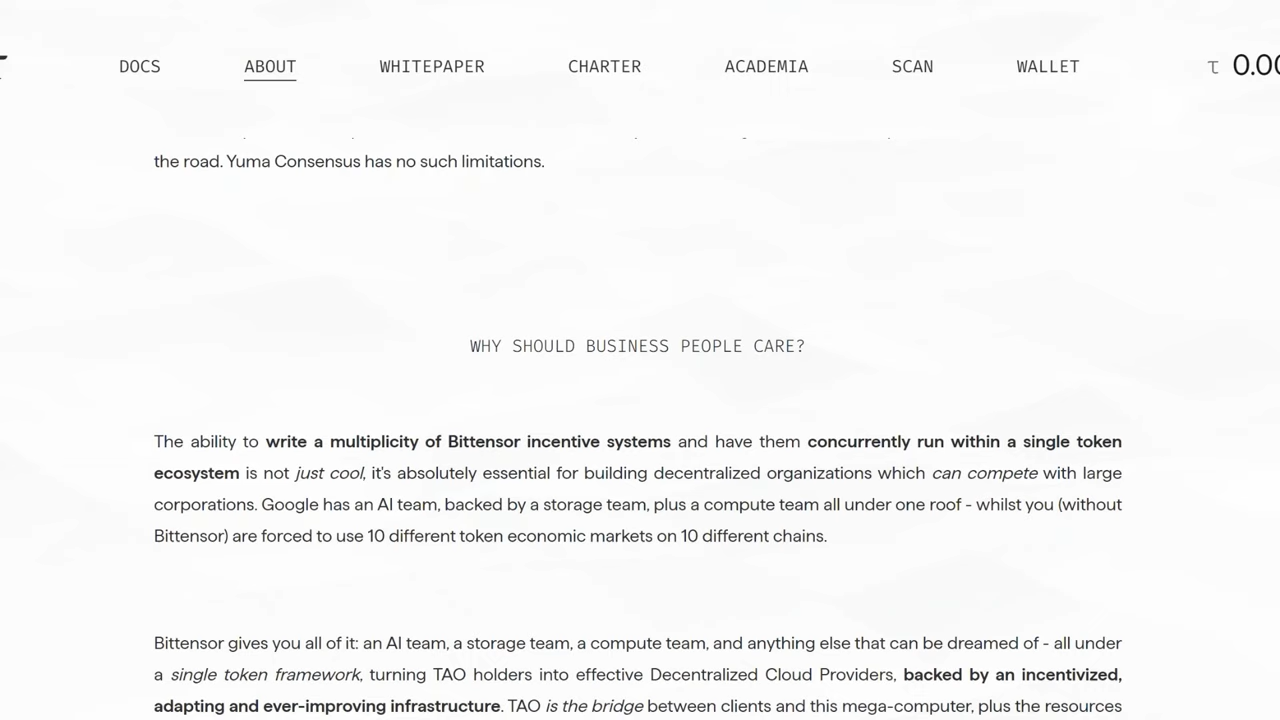 DOCS ABOUT WHITEPAPER CHARTER ACADEMIA SCAN WALLET τ 0.00
the road. Yuma Consensus has no such limitations.
WHY SHOULD BUSINESS PEOPLE CARE?
The ability to write a multiplicity of Bittensor incentive systems and have them concurrently run within a single token
ecosystem is not just cool, it's absolutely essential for building decentralized organizations which can compete with large
corporations. Google has an AI team, backed by a storage team, plus a compute team all under one roof - whilst you (without
Bittensor) are forced to use 10 different token economic markets on 10 different chains.
Bittensor gives you all of it: an AI team, a storage team, a compute team, and anything else that can be dreamed of - all under
a single token framework, turning TAO holders into effective Decentralized Cloud Providers, backed by an incentivized,
adapting and ever-improving infrastructure. TAO is the bridge between clients and this mega-computer, plus the resources